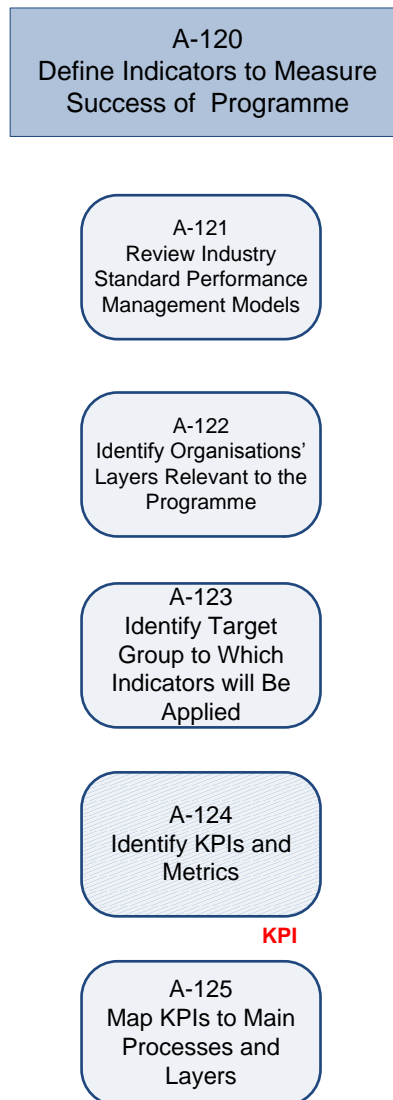 A-120
Define Indicators to Measure
Success of  Programme
A-121
Review Industry
Standard Performance
Management Models
A-122
Identify Organisations’
Layers Relevant to the
Programme
A-123
Identify Target
Group to Which
Indicators will Be
Applied
A-124
Identify KPIs and
Metrics
KPI
A-125
Map KPIs to Main
Processes and
Layers